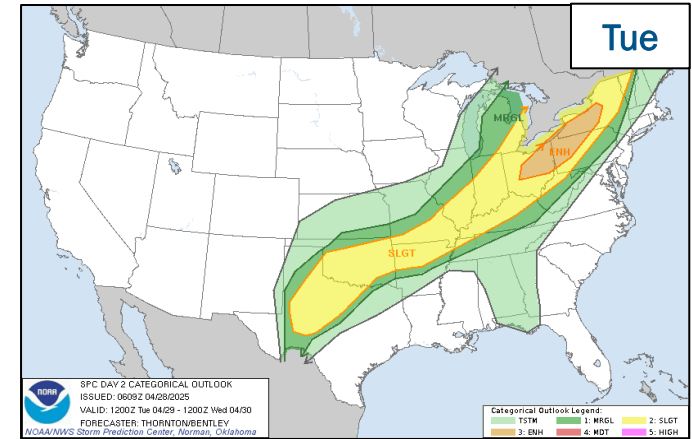 Tue
MRGL
ENH
SLGT
NOAA
SPC DAY 2 CATEGORICAL OUTLOOK
ISSUED: 0609Z 04/28/2025
VALID: 1200Z Tue 04/29 - 1200Z Wed 04/30
FORECASTER: THORNTON/BENTLEY
NOAA/NWS Storm Prediction Center, Norman, Oklahoma
Categorical Outlook Legend:
TSTM 1: MRGL 2: SLGT
3: ENH 4: MDT 5: HIGH